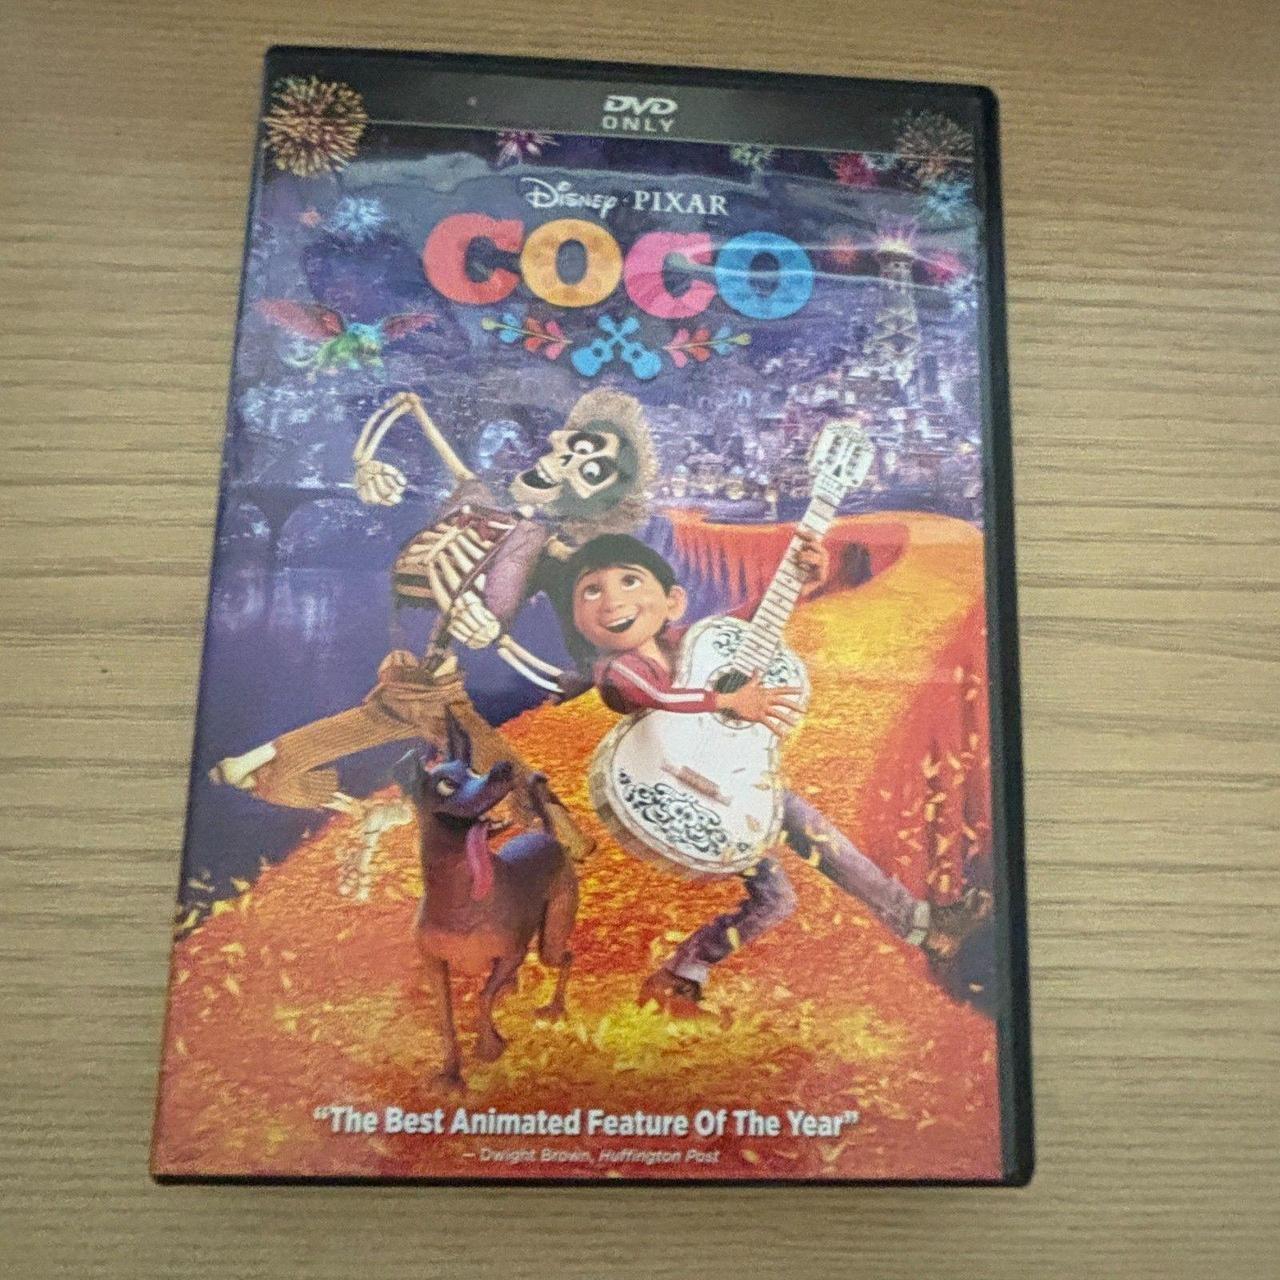 DVD
ONLY
Disney · PIXAR
COCO
“The Best Animated Feature Of The Year”
— Dwight Brown, Huffington Post